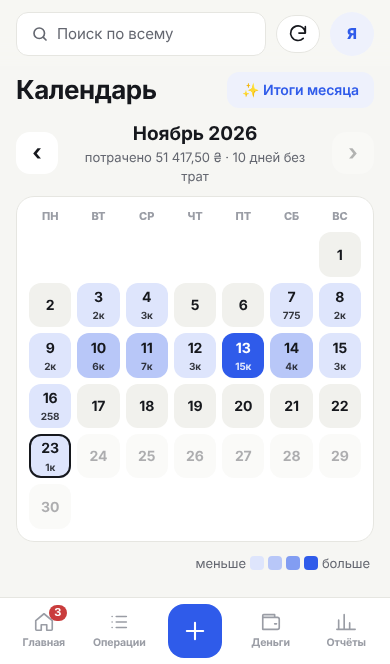 Поиск по всему
Я
Календарь
✨ Итоги месяца
Ноябрь 2026
потрачено 51 417,50 ₴ · 10 дней без
трат
ПН ВТ СР ЧТ ПТ СБ ВС
1
2 3 4 5 6 7 8
2к 3к 775 2к
9 10 11 12 13 14 15
2к 6к 7к 3к 15к 4к 3к
16 17 18 19 20 21 22
258
23 24 25 26 27 28 29
1к
30
меньше больше
3
Главная Операции Деньги Отчёты